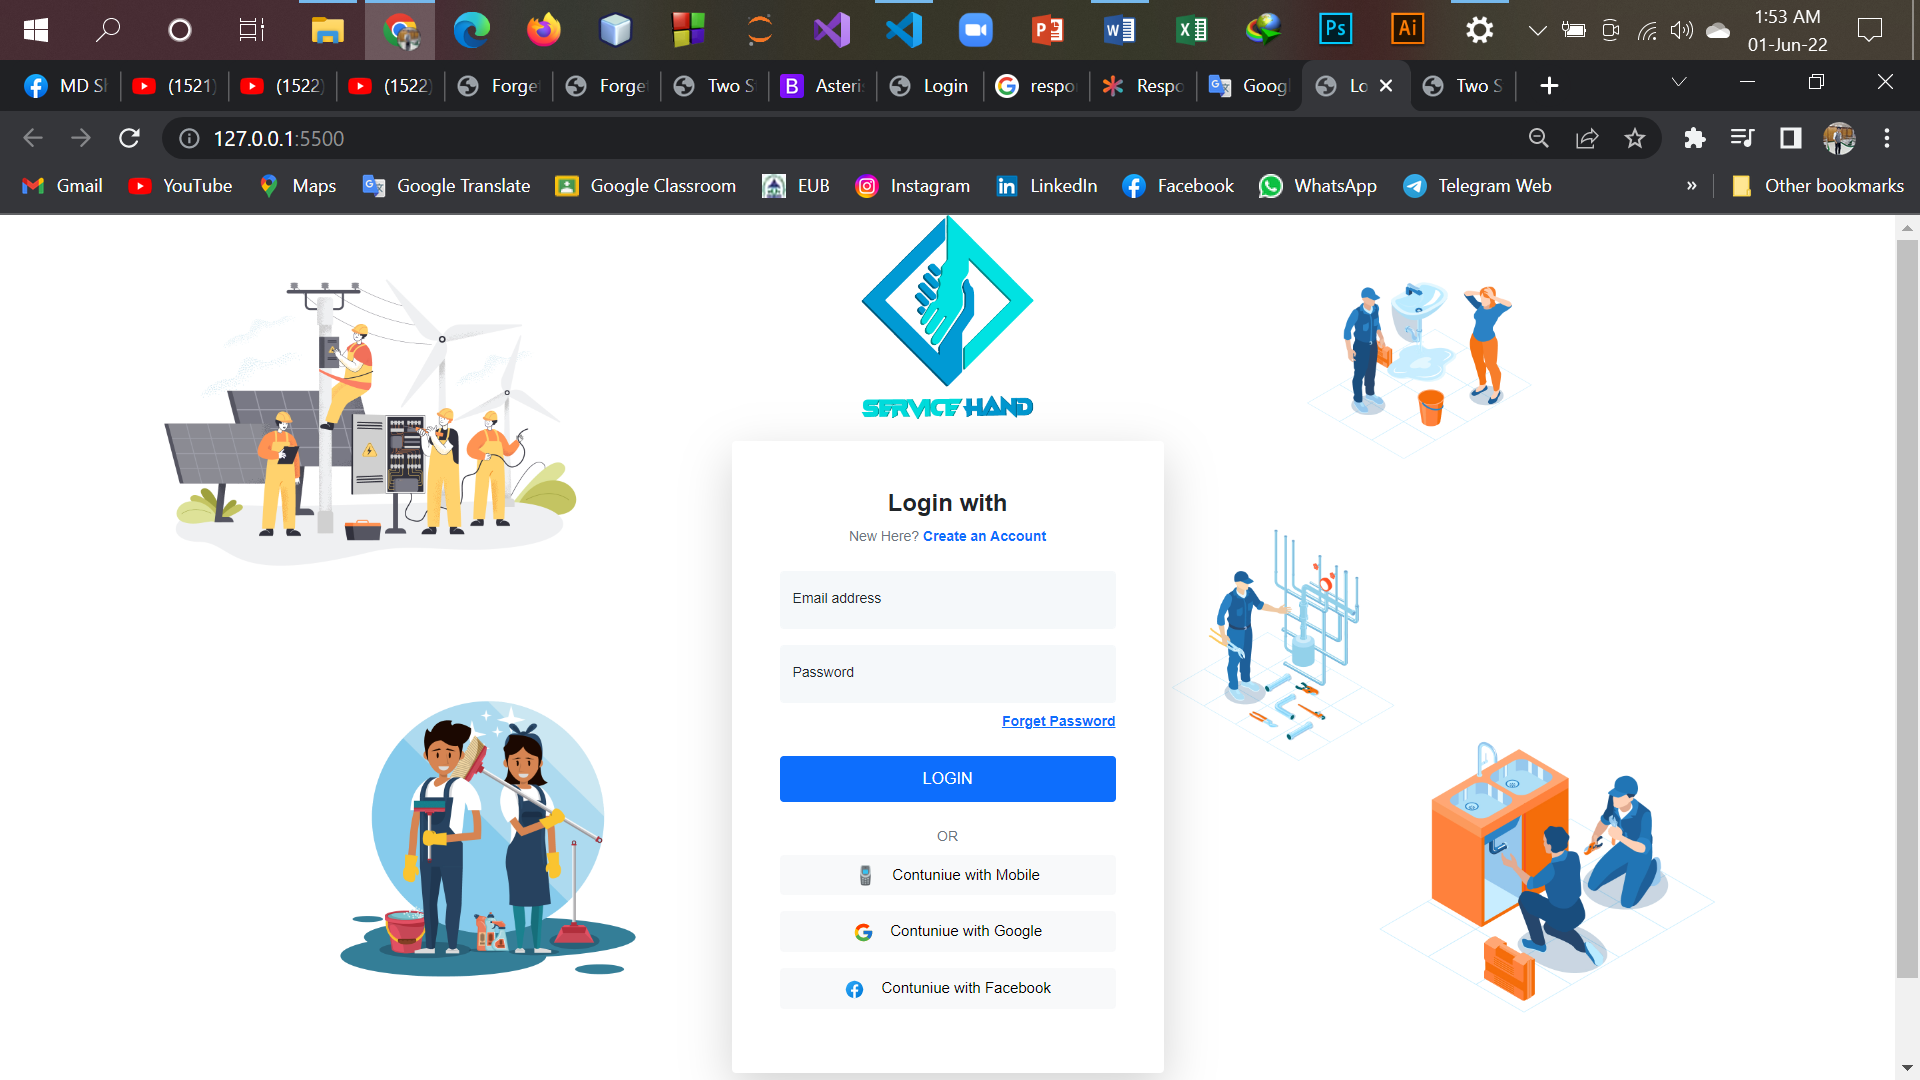 1:53 AM
01-Jun-22
MD Sh
(1521)
(1522)
(1522)
Forget
Forge
Two S
B Asteri
Login
respo
Respo
Googl
Lo
Two S
127.0.0.1:5500
Gmail YouTube Maps Google Translate Google Classroom EUB Instagram LinkedIn Facebook WhatsApp Telegram Web » Other bookmarks
SERVICE HAND
Login with
New Here? Create an Account
Email address
Password
Forget Password
LOGIN
OR
Contuniue with Mobile
Contuniue with Google
Contuniue with Facebook